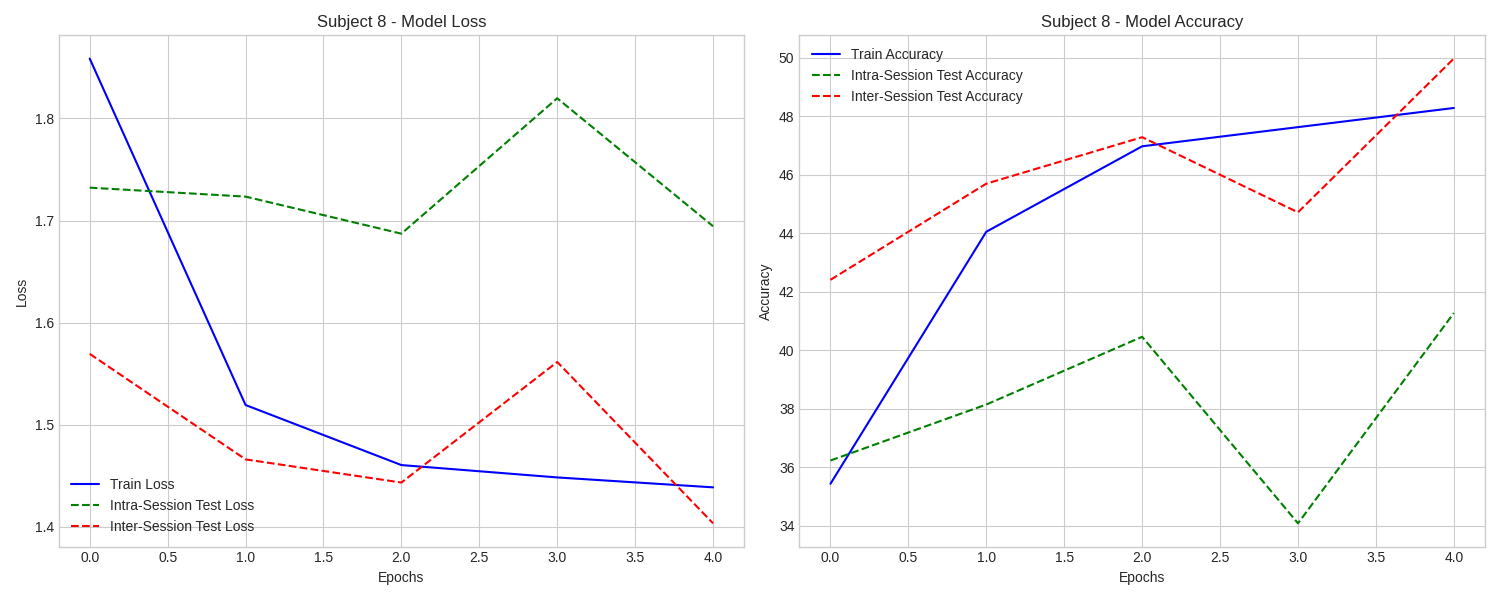 Subject 8 - Model Loss
Loss
1.8
1.7
1.6
1.5
1.4
Train Loss
Intra-Session Test Loss
Inter-Session Test Loss
0.0 0.5 1.0 1.5 2.0 2.5 3.0 3.5 4.0
Epochs
Subject 8 - Model Accuracy
Accuracy
50
48
46
44
42
40
38
36
34
Train Accuracy
Intra-Session Test Accuracy
Inter-Session Test Accuracy
0.0 0.5 1.0 1.5 2.0 2.5 3.0 3.5 4.0
Epochs